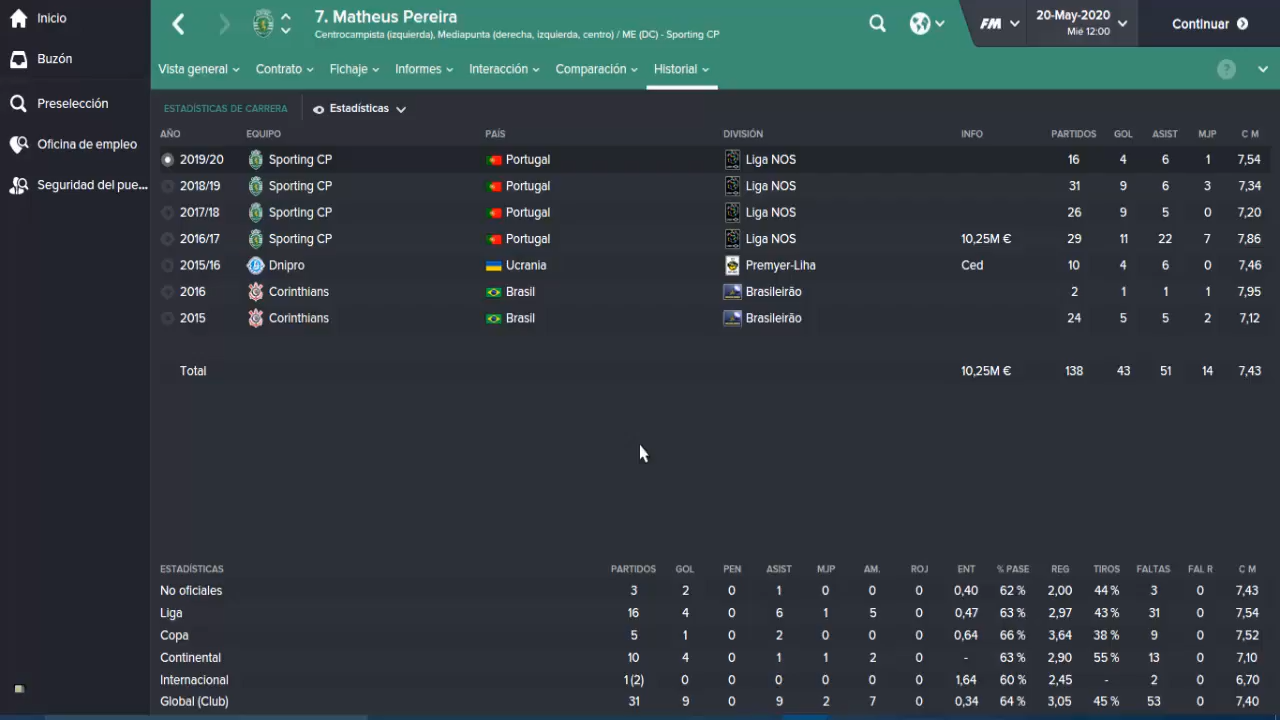 Inicio
Buzón
Preselección
Oficina de empleo
Seguridad del pue...
7. Matheus Pereira
Centrocampista (izquierda), Mediapunta (derecha, izquierda, centro) / ME (DC) - Sporting CP
FM
20-May-2020
Mié 12:00
Continuar
Vista general
Contrato
Fichaje
Informes
Interacción
Comparación
Historial
?
ESTADÍSTICAS DE CARRERA
Estadísticas
AÑO EQUIPO PAÍS DIVISIÓN INFO PARTIDOS GOL ASIST MJP C M
2019/20 Sporting CP Portugal Liga NOS 16 4 6 1 7,54
2018/19 Sporting CP Portugal Liga NOS 31 9 6 3 7,34
2017/18 Sporting CP Portugal Liga NOS 26 9 5 0 7,20
2016/17 Sporting CP Portugal Liga NOS 10,25M € 29 11 22 7 7,86
2015/16 Dnipro Ucrania Premyer-Liha Ced 10 4 6 0 7,46
2016 Corinthians Brasil Brasileirão 2 1 1 1 7,95
2015 Corinthians Brasil Brasileirão 24 5 5 2 7,12
Total 10,25M € 138 43 51 14 7,43
ESTADÍSTICAS PARTIDOS GOL PEN ASIST MJP AM. ROJ ENT % PASE REG TIROS FALTAS FAL R C M
No oficiales 3 2 0 1 0 0 0 0,40 62 % 2,00 44 % 3 0 7,43
Liga 16 4 0 6 1 5 0 0,47 63 % 2,97 43 % 31 0 7,54
Copa 5 1 0 2 0 0 0 0,64 66 % 3,64 38 % 9 0 7,52
Continental 10 4 0 1 1 2 0 - 63 % 2,90 55 % 13 0 7,10
Internacional 1 (2) 0 0 0 0 0 0 1,64 60 % 2,45 - 2 0 6,70
Global (Club) 31 9 0 9 2 7 0 0,34 64 % 3,05 45 % 53 0 7,40